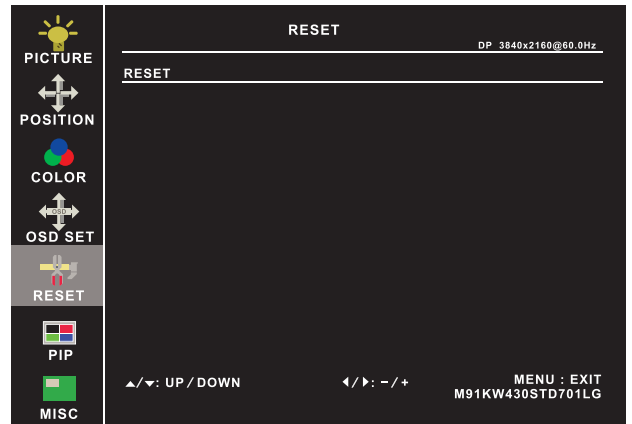 PICTURE
POSITION
COLOR
OSD
OSD SET
RESET
PIP
MISC
RESET
DP 3840x2160@60.0Hz
RESET
▲/▼: UP / DOWN
◀/▶: - / +
MENU : EXIT
M91KW430STD701LG